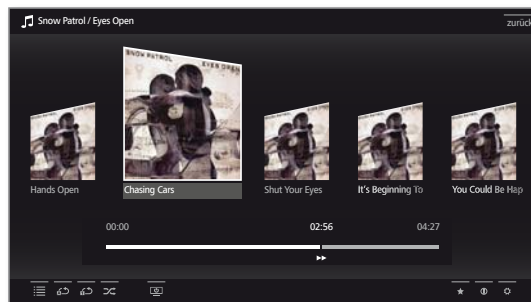 Snow Patrol / Eyes Open
zurück
SNOW PATROL EYES OPEN
Hands Open
Chasing Cars
Shut Your Eyes
It's Beginning To
You Could Be Hap
00:00 02:56 04:27